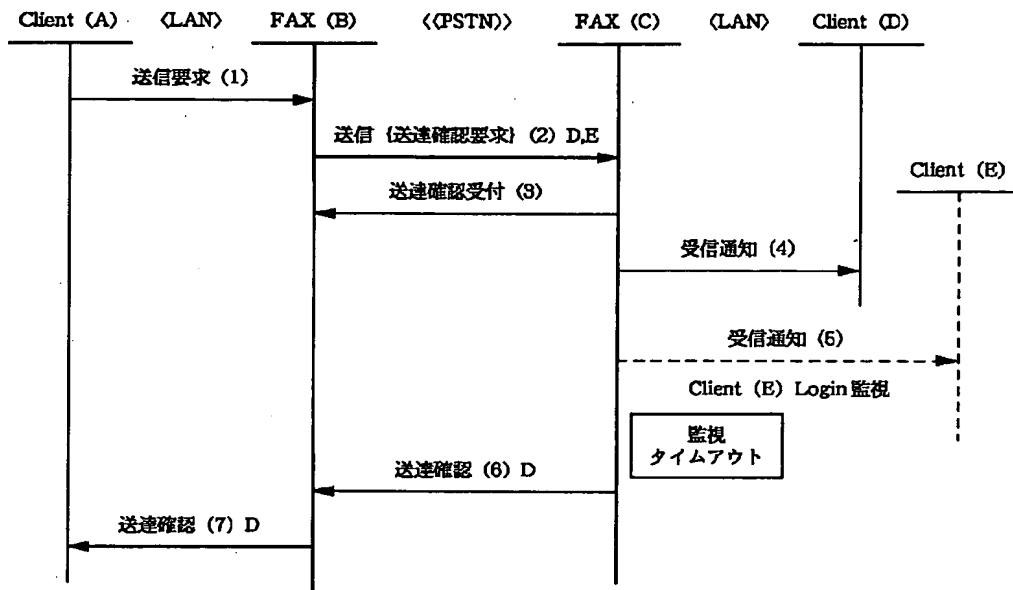 Client (A) 〈LAN〉 FAX (B) 《PSTN》 FAX (C) 〈LAN〉 Client (D)
送信要求 (1)
送信 {送達確認要求} (2) D,E
Client (E)
送達確認受付 (3)
受信通知 (4)
受信通知 (5)
Client (E) Login 監視
監視
タイムアウト
送達確認 (6) D
送達確認 (7) D